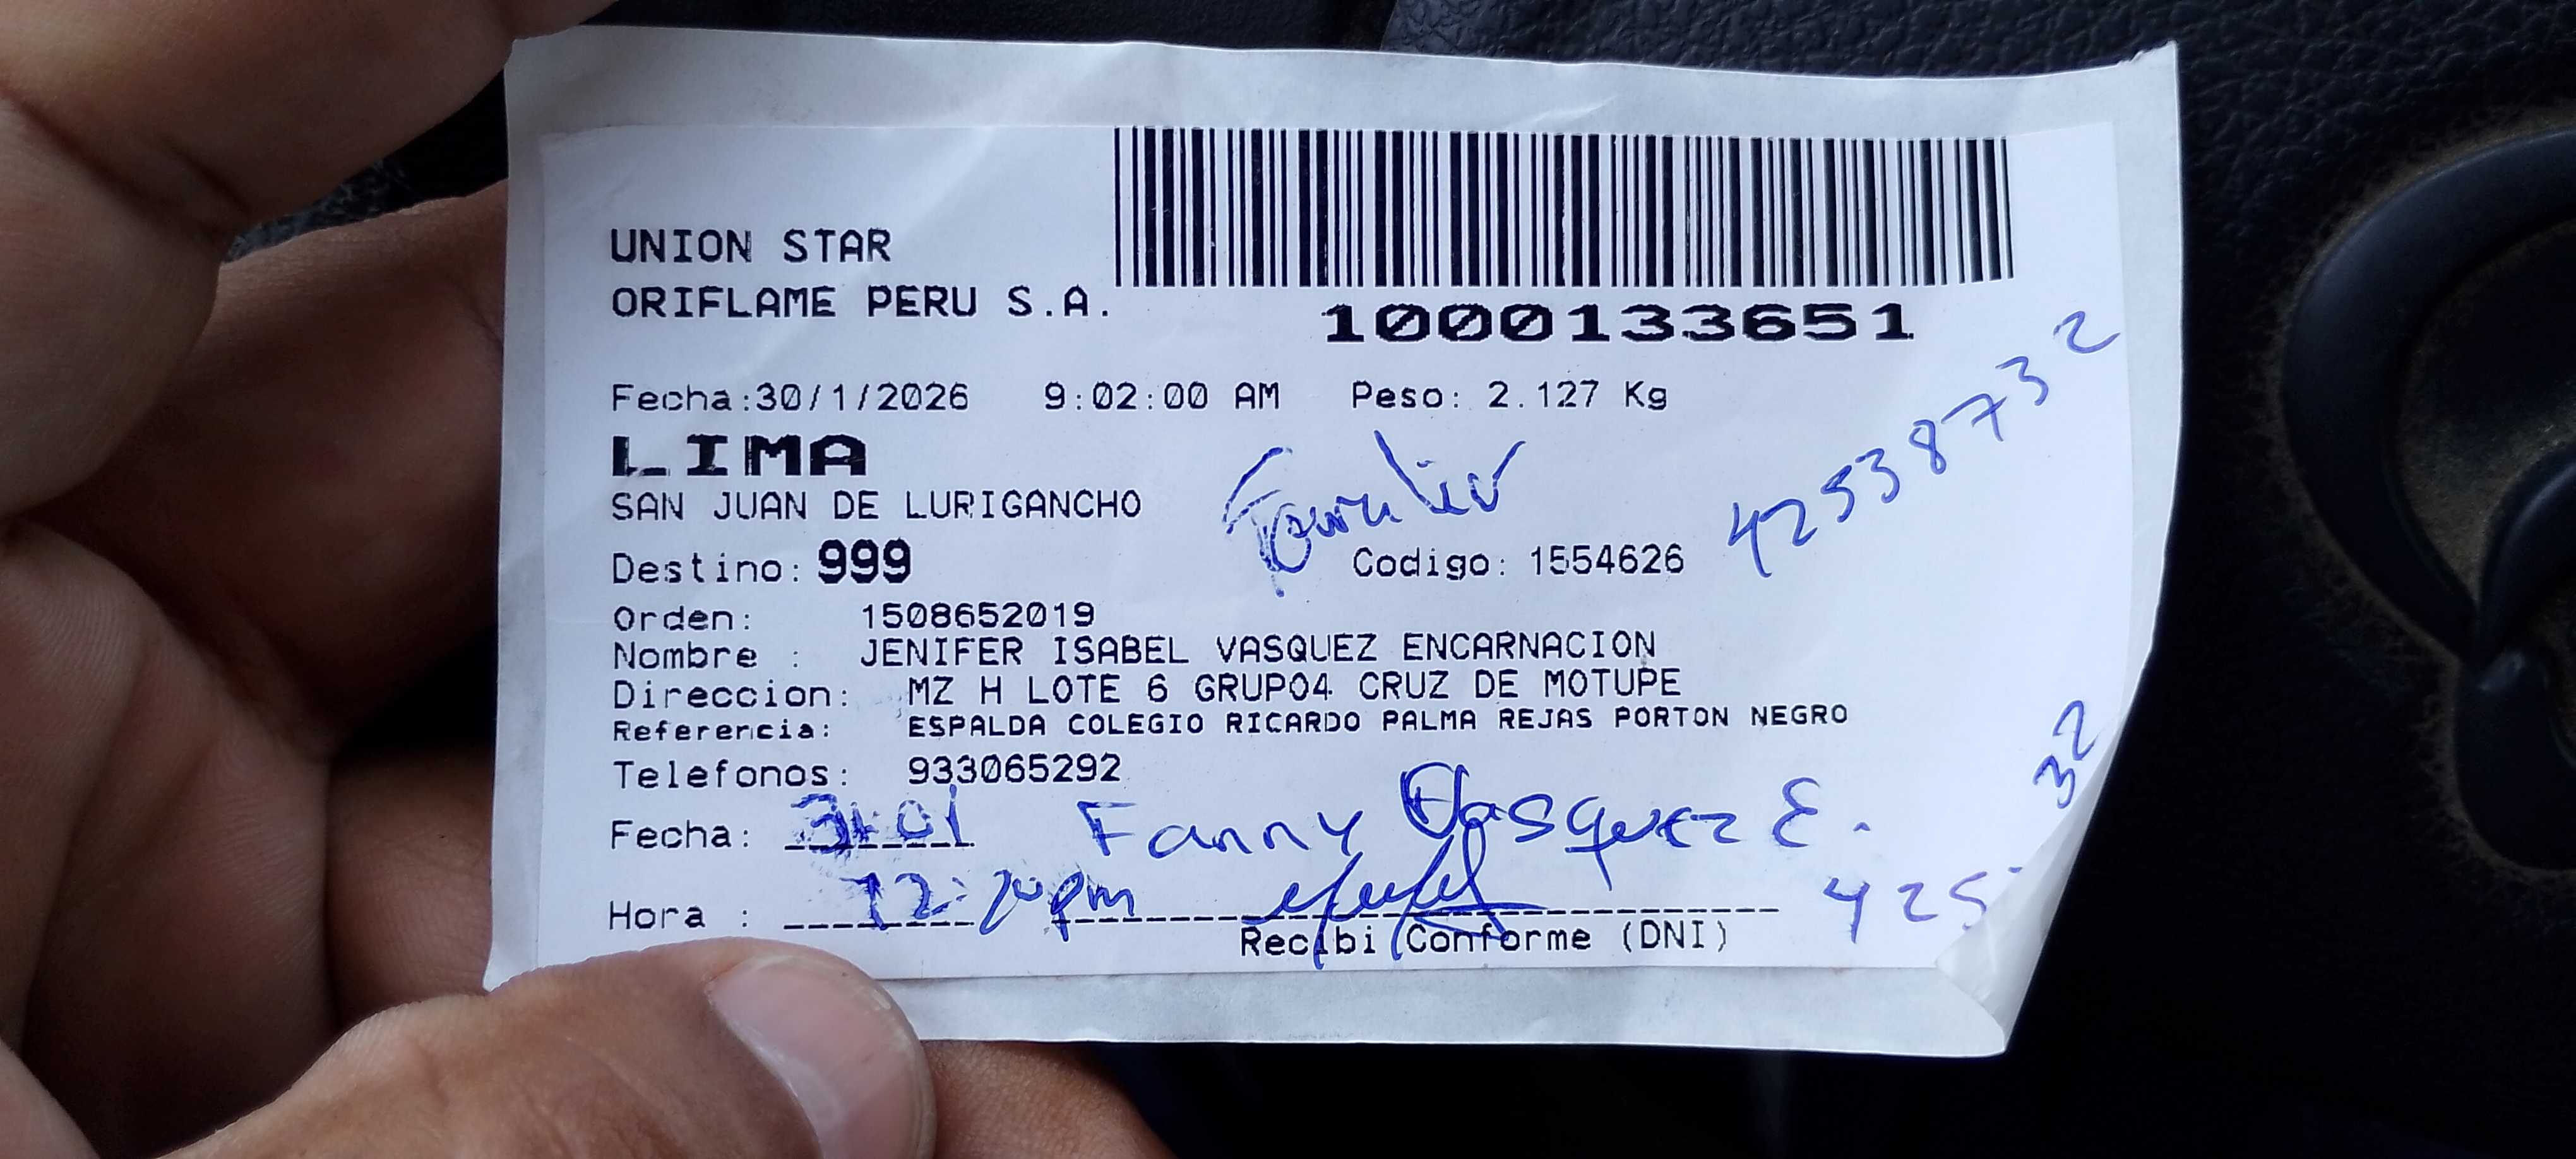 UNION STAR
ORIFLAME PERU S.A.
1000133651
Fecha:30/1/2026 9:02:00 AM Peso: 2.127 Kg
LIMA
SAN JUAN DE LURIGANCHO
42538732
Destino: 999 Codigo: 1554626
Orden: 1508652019
Nombre : JENIFER ISABEL VASQUEZ ENCARNACION
Direccion: MZ H LOTE 6 GRUPO4 CRUZ DE MOTUPE
Referencia: ESPALDA COLEGIO RICARDO PALMA REJAS PORTON NEGRO
Telefonos: 933065292
32
Fecha: 31-01 Fanny Vasquez E.
Hora : 425
Recibi Conforme (DNI)